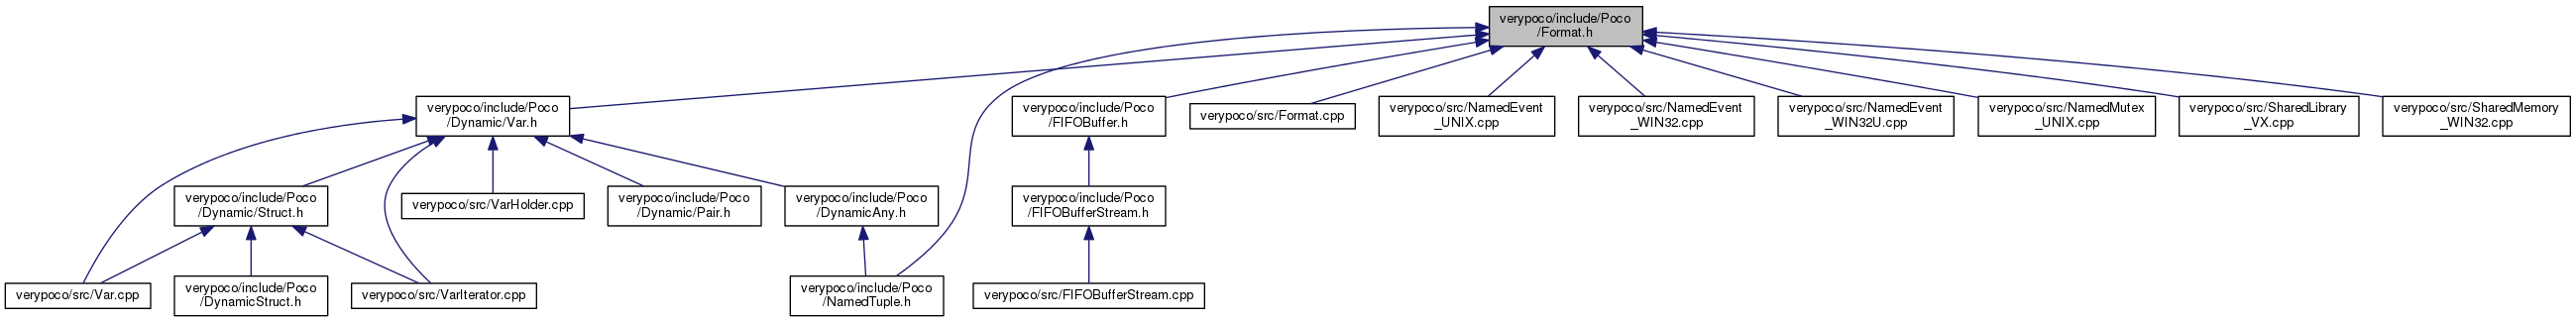 verypoco/include/Poco
/Format.h
verypoco/include/Poco
/Dynamic/Var.h
verypoco/include/Poco
/FIFOBuffer.h
verypoco/src/Format.cpp
verypoco/src/NamedEvent
_UNIX.cpp
verypoco/src/NamedEvent
_WIN32.cpp
verypoco/src/NamedEvent
_WIN32U.cpp
verypoco/src/NamedMutex
_UNIX.cpp
verypoco/src/SharedLibrary
_VX.cpp
verypoco/src/SharedMemory
_WIN32.cpp
verypoco/include/Poco
/Dynamic/Struct.h
verypoco/src/VarHolder.cpp
verypoco/include/Poco
/Dynamic/Pair.h
verypoco/include/Poco
/DynamicAny.h
verypoco/include/Poco
/FIFOBufferStream.h
verypoco/src/Var.cpp
verypoco/include/Poco
/DynamicStruct.h
verypoco/src/VarIterator.cpp
verypoco/include/Poco
/NamedTuple.h
verypoco/src/FIFOBufferStream.cpp